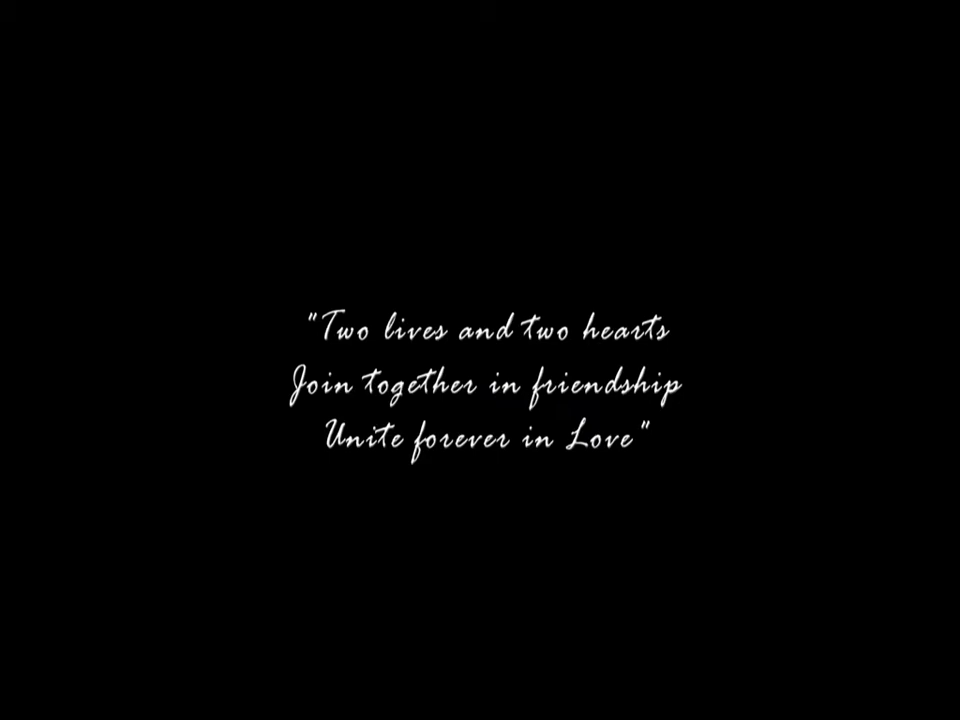 "Two lives and two hearts
Join together in friendship
Unite forever in Love"